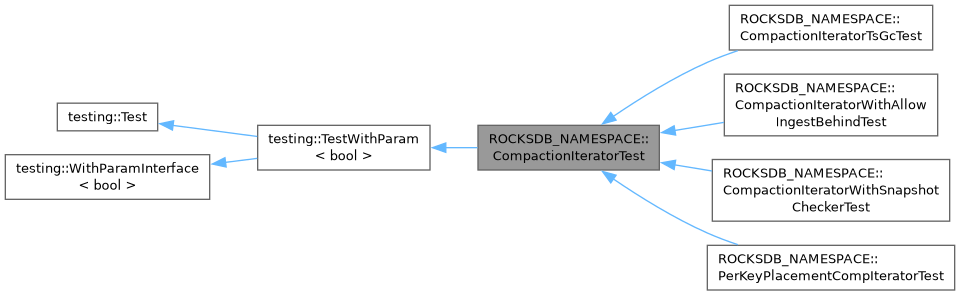 testing::Test
testing::WithParamInterface
< bool >
testing::TestWithParam
< bool >
ROCKSDB_NAMESPACE::
CompactionIteratorTest
ROCKSDB_NAMESPACE::
CompactionIteratorTsGcTest
ROCKSDB_NAMESPACE::
CompactionIteratorWithAllow
IngestBehindTest
ROCKSDB_NAMESPACE::
CompactionIteratorWithSnapshot
CheckerTest
ROCKSDB_NAMESPACE::
PerKeyPlacementCompIteratorTest